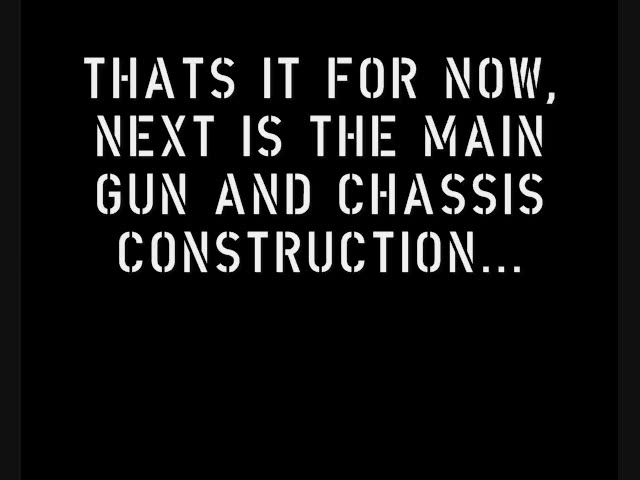 THATS IT FOR NOW,
NEXT IS THE MAIN
GUN AND CHASSIS
CONSTRUCTION...